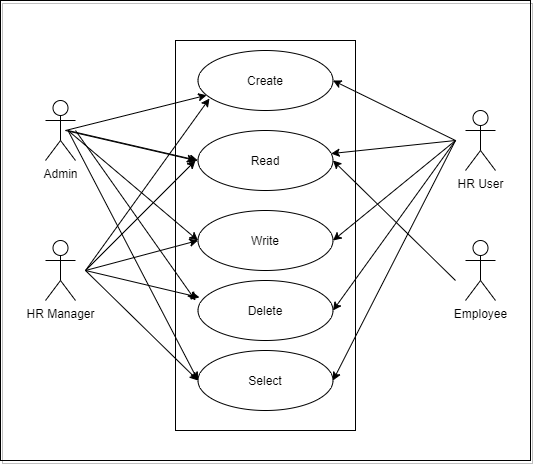 Create
Read
Admin
HR User
Write
HR Manager
Employee
Delete
Select